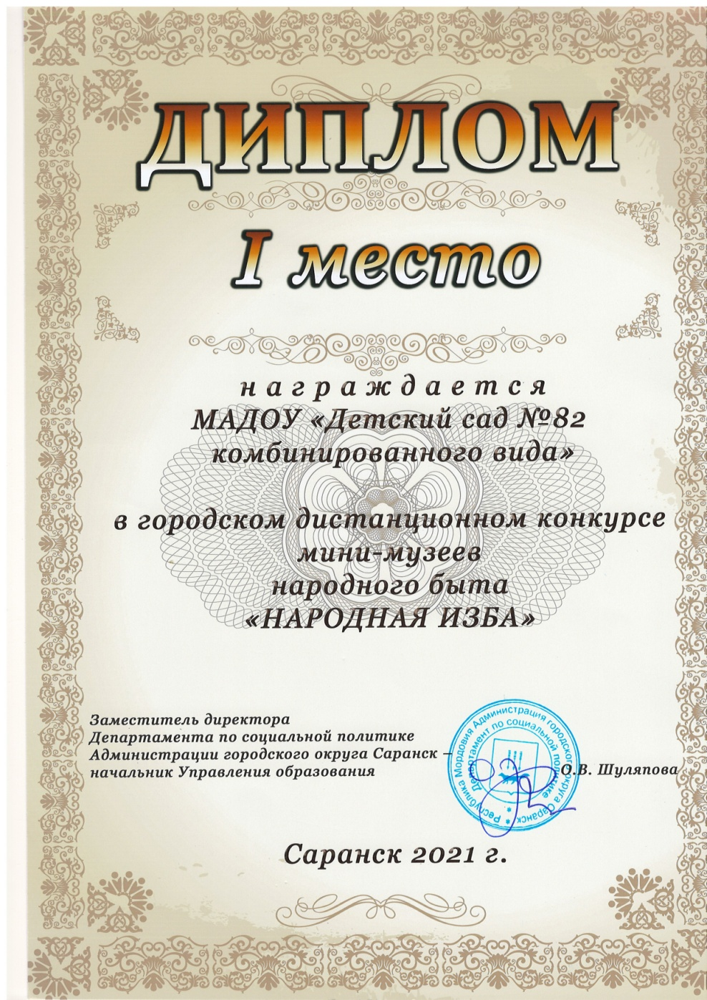 ДИПЛОМ
I место
награждается
МАДОУ «Детский сад №82
комбинированного вида»
в городском дистанционном конкурсе
мини-музеев
народного быта
«НАРОДНАЯ ИЗБА»
Заместитель директора
Департамента по социальной политике
Администрации городского округа Саранск –
начальник Управления образования
О.В. Шуляпова
* Республика Мордовия Администрация городского округа Саранск
* Департамент по социальной политике
Саранск 2021 г.